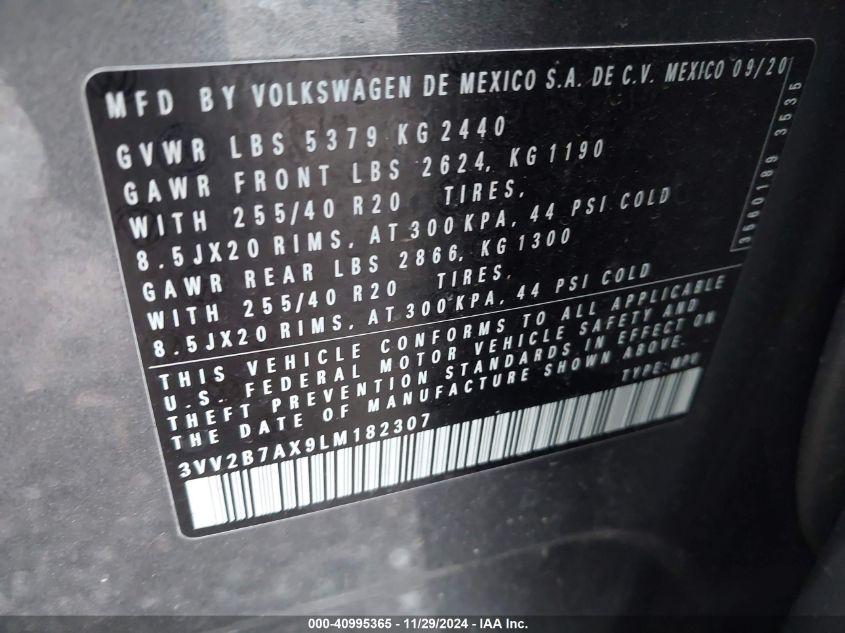 MFD BY VOLKSWAGEN DE MEXICO S.A. DE C.V. MEXICO 09/20
GVWR LBS 5379 KG 2440
GAWR FRONT LBS 2624, KG 1190
WITH 255/40 R20 TIRES,
8.5JX20 RIMS, AT 300 KPA, 44 PSI COLD
GAWR REAR LBS 2866, KG 1300
WITH 255/40 R20 TIRES,
8.5JX20 RIMS, AT 300 KPA, 44 PSI COLD
3660189 3535
THIS VEHICLE CONFORMS TO ALL APPLICABLE
U.S. FEDERAL MOTOR VEHICLE SAFETY AND
THEFT PREVENTION STANDARDS IN EFFECT ON
THE DATE OF MANUFACTURE SHOWN ABOVE.
TYPE: MPV
3VV2B7AX9LM182307
000-40995365 - 11/29/2024 - IAA Inc.